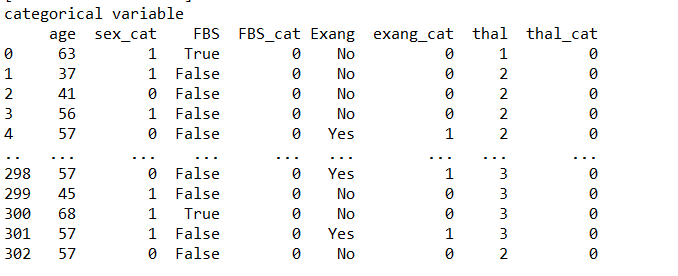 categorical variable
age sex_cat FBS FBS_cat Exang exang_cat thal thal_cat
0 63 1 True 0 No 0 1 0
1 37 1 False 0 No 0 2 0
2 41 0 False 0 No 0 2 0
3 56 1 False 0 No 0 2 0
4 57 0 False 0 Yes 1 2 0
.. ... ... ... ... ... ... ... ...
298 57 0 False 0 Yes 1 3 0
299 45 1 False 0 No 0 3 0
300 68 1 True 0 No 0 3 0
301 57 1 False 0 Yes 1 3 0
302 57 0 False 0 No 0 2 0